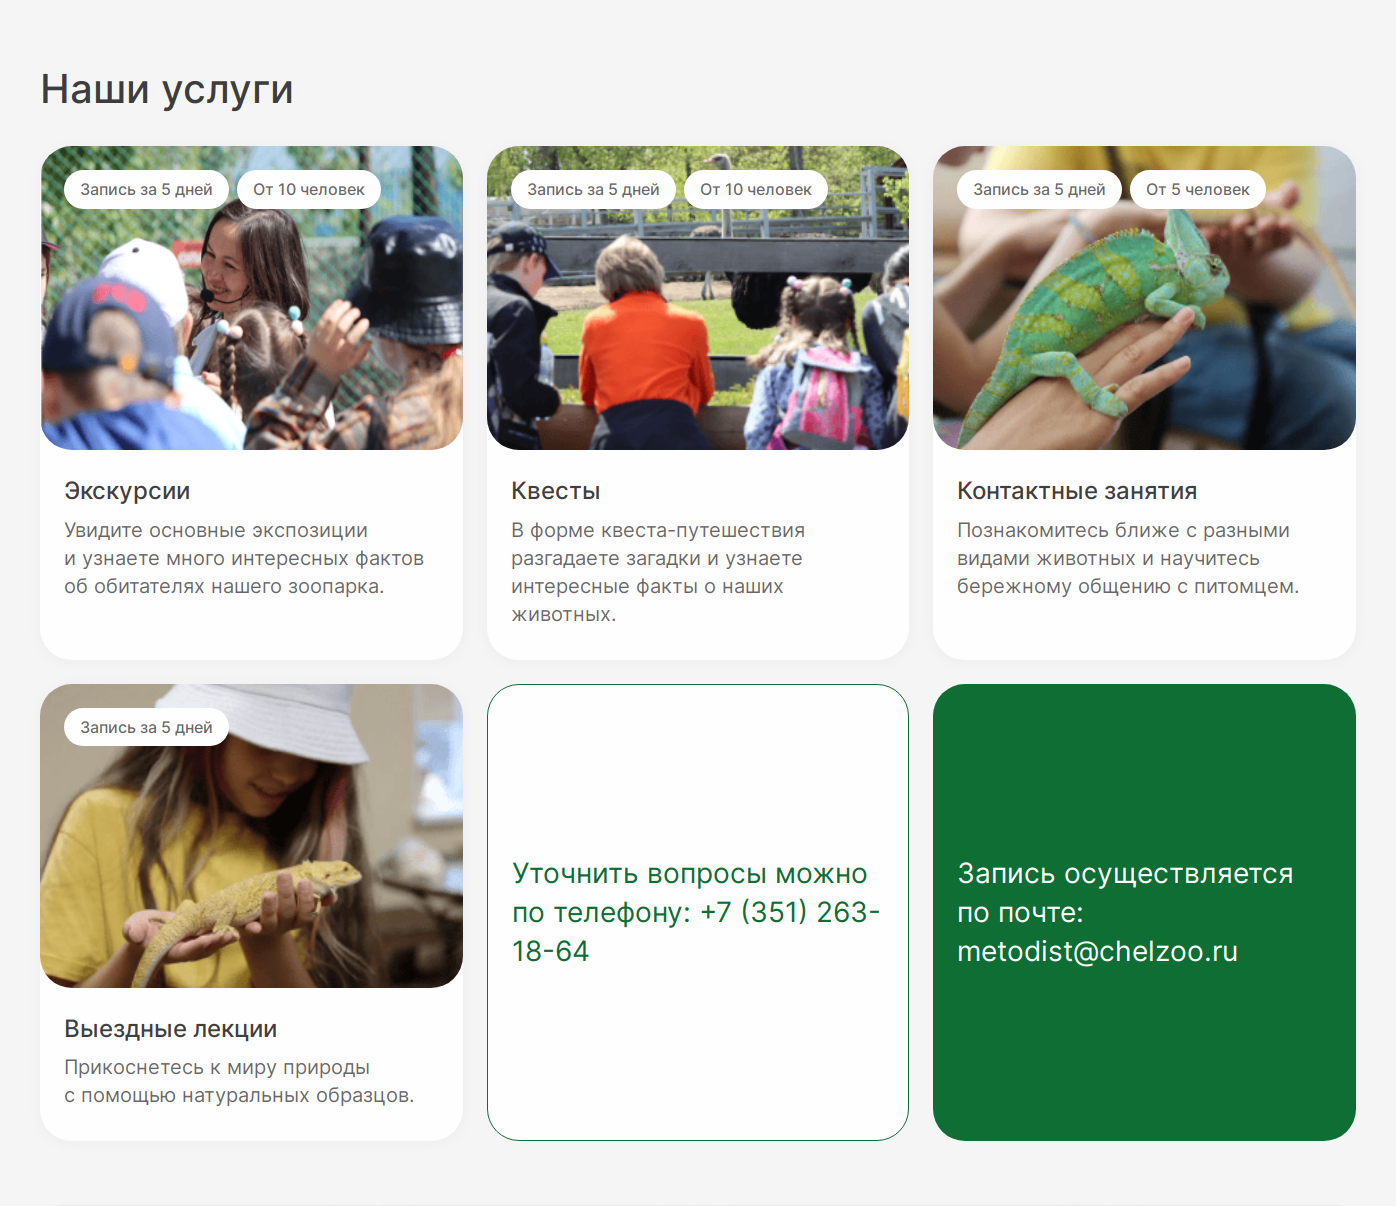 Наши услуги
Запись за 5 дней
От 10 человек
Экскурсии
Увидите основные экспозиции
и узнаете много интересных фактов
об обитателях нашего зоопарка.
Запись за 5 дней
От 10 человек
Квесты
В форме квеста-путешествия
разгадаете загадки и узнаете
интересные факты о наших
животных.
Запись за 5 дней
От 5 человек
Контактные занятия
Познакомитесь ближе с разными
видами животных и научитесь
бережному общению с питомцем.
Запись за 5 дней
Выездные лекции
Прикоснетесь к миру природы
с помощью натуральных образцов.
Уточнить вопросы можно
по телефону: +7 (351) 263-
18-64
Запись осуществляется
по почте:
metodist@chelzoo.ru